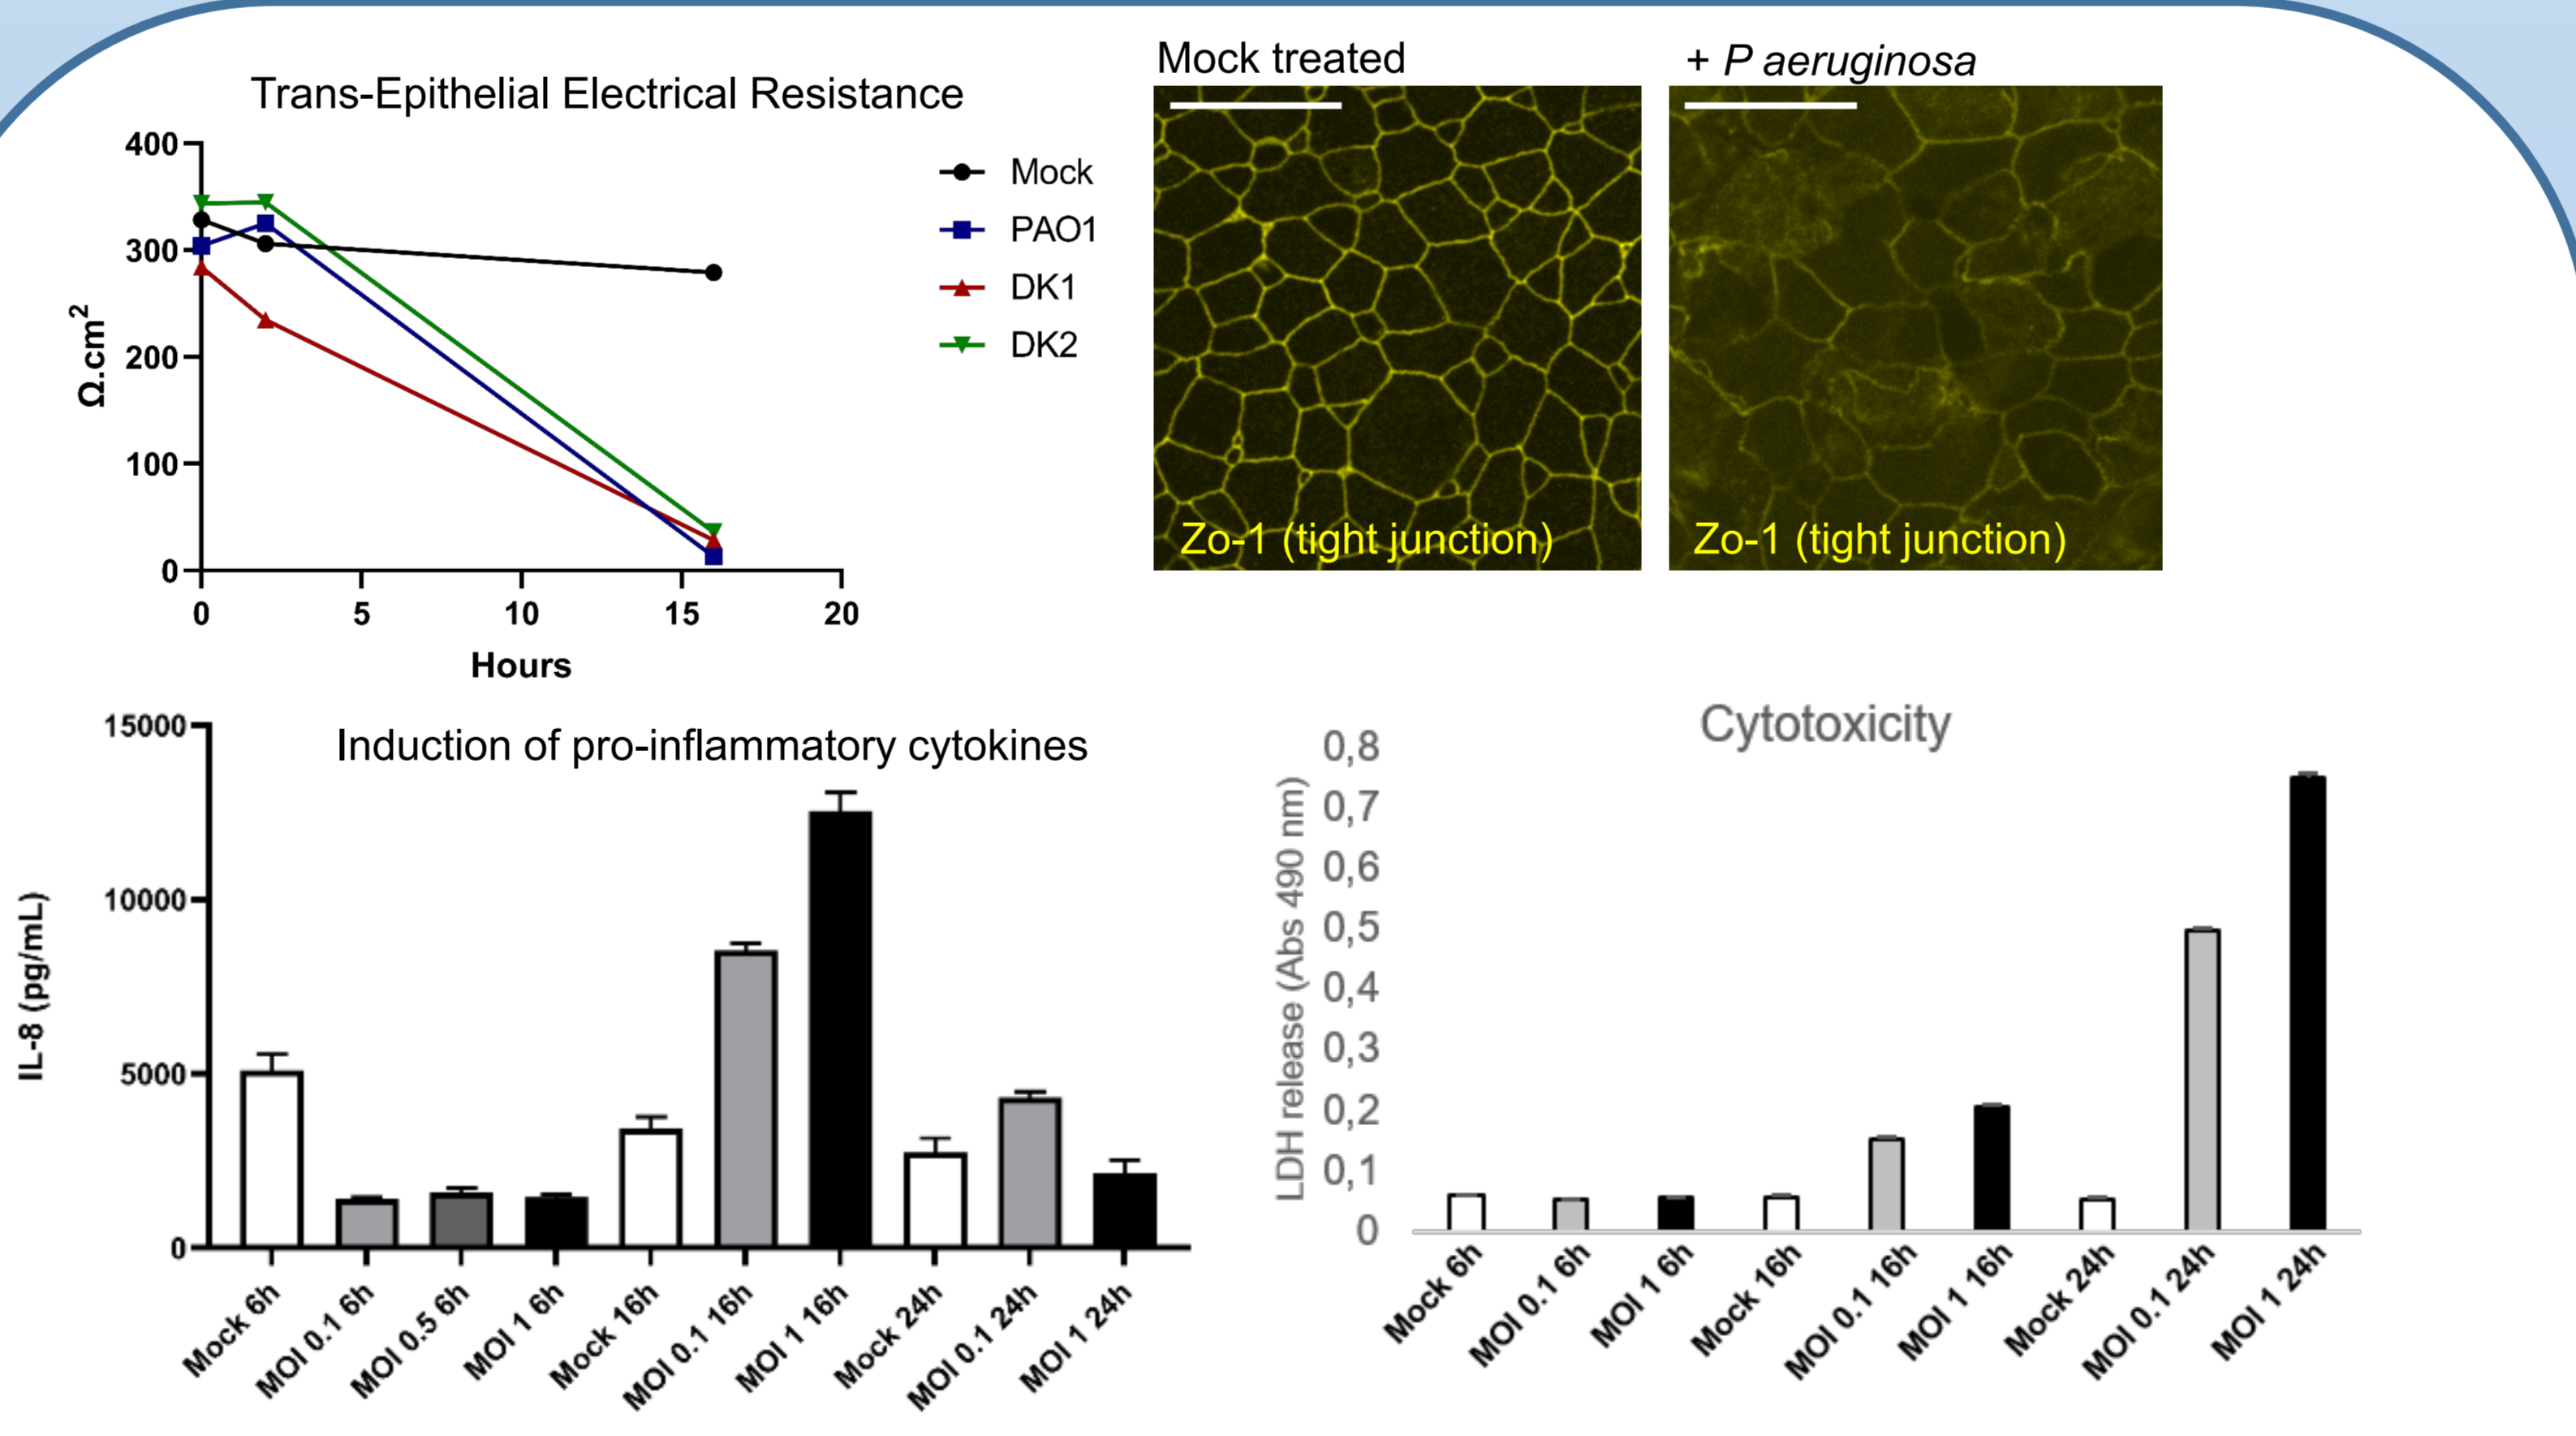 Trans-Epithelial Electrical Resistance
400
300
200
100
0
Ω.cm²
0 5 10 15 20
Hours
Mock
PAO1
DK1
DK2
Mock treated
+ P aeruginosa
Zo-1 (tight junction)
Zo-1 (tight junction)
Induction of pro-inflammatory cytokines
15000
10000
5000
0
IL-8 (pg/mL)
Mock 6h
MOI 0.1 6h
MOI 0.5 6h
MOI 1 6h
Mock 16h
MOI 0.1 16h
MOI 1 16h
Mock 24h
MOI 0.1 24h
MOI 1 24h
Cytotoxicity
0,8
0,7
0,6
0,5
0,4
0,3
0,2
0,1
0
LDH release (Abs 490 nm)
Mock 6h
MOI 0.1 6h
MOI 1 6h
Mock 16h
MOI 0.1 16h
MOI 1 16h
Mock 24h
MOI 0.1 24h
MOI 1 24h